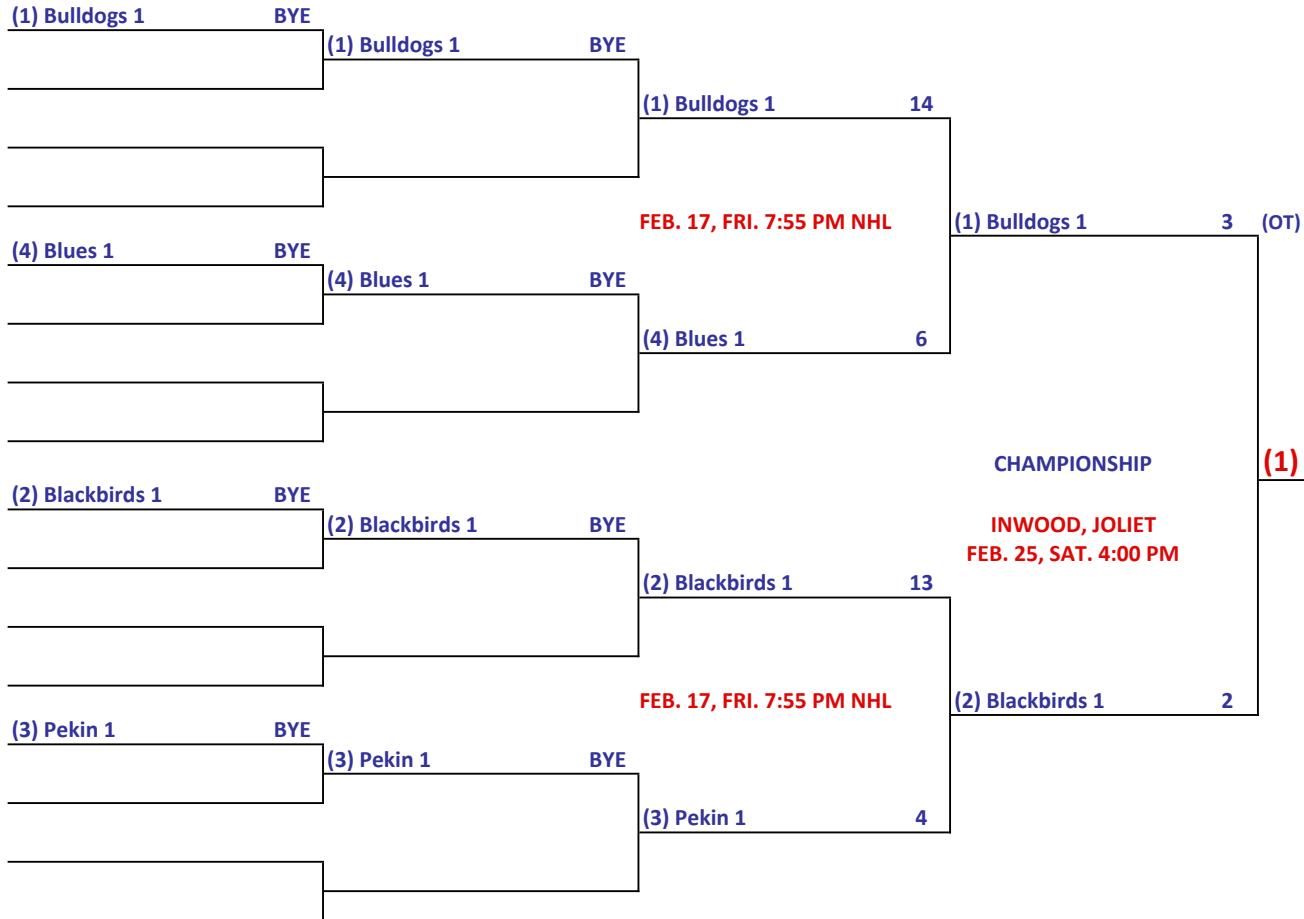 (1) Bulldogs 1 BYE
(1) Bulldogs 1 BYE
(1) Bulldogs 1 14
FEB. 17, FRI. 7:55 PM NHL
(1) Bulldogs 1 3 (OT)
(4) Blues 1 BYE
(4) Blues 1 BYE
(4) Blues 1 6
CHAMPIONSHIP
(1)
INWOOD, JOLIET
FEB. 25, SAT. 4:00 PM
(2) Blackbirds 1 BYE
(2) Blackbirds 1 BYE
(2) Blackbirds 1 13
FEB. 17, FRI. 7:55 PM NHL
(2) Blackbirds 1 2
(3) Pekin 1 BYE
(3) Pekin 1 BYE
(3) Pekin 1 4